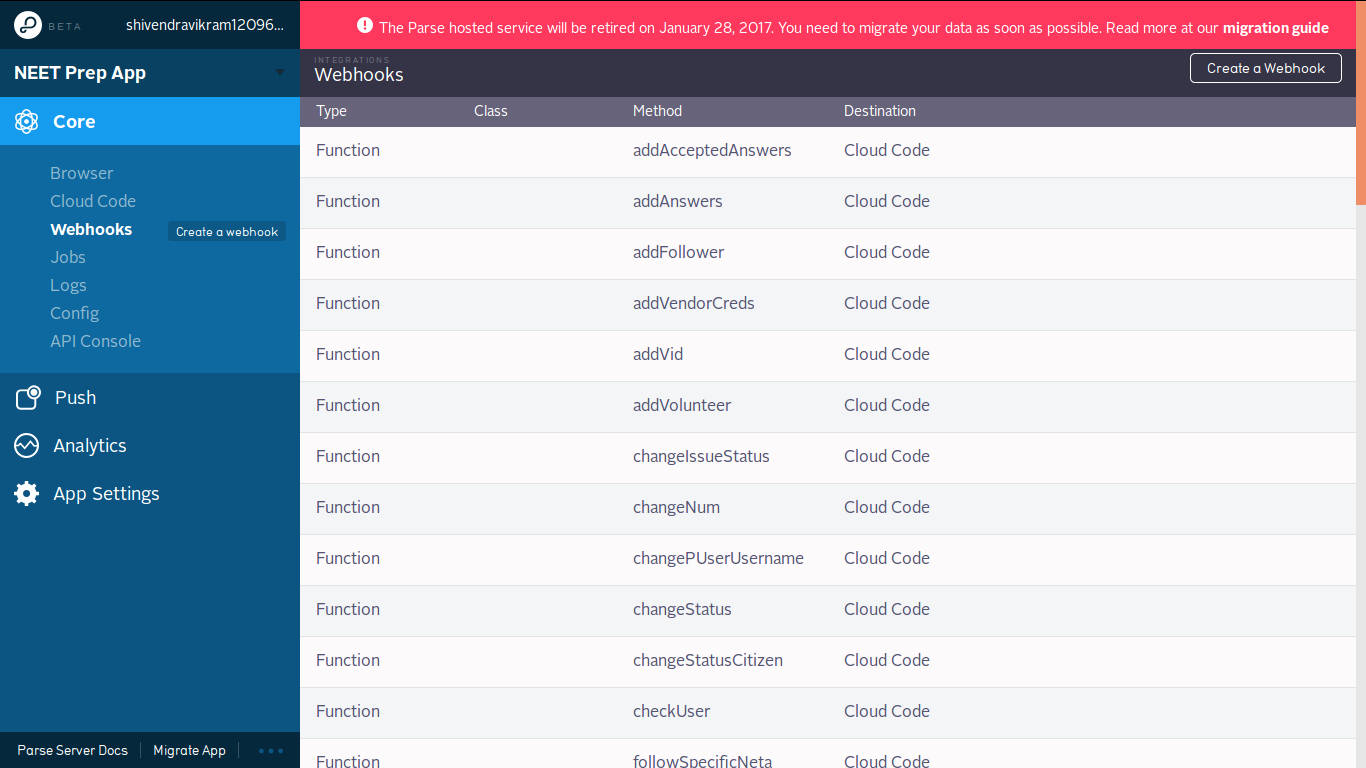 BETA
shivendravikram12096...
The Parse hosted service will be retired on January 28, 2017. You need to migrate your data as soon as possible. Read more at our migration guide
NEET Prep App
INTEGRATIONS
Webhooks
Create a Webhook
Core
Browser
Cloud Code
Webhooks
Create a webhook
Jobs
Logs
Config
API Console
Push
Analytics
App Settings
Parse Server Docs
Migrate App
Type Class Method Destination
Function addAcceptedAnswers Cloud Code
Function addAnswers Cloud Code
Function addFollower Cloud Code
Function addVendorCreds Cloud Code
Function addVid Cloud Code
Function addVolunteer Cloud Code
Function changeIssueStatus Cloud Code
Function changeNum Cloud Code
Function changePUserUsername Cloud Code
Function changeStatus Cloud Code
Function changeStatusCitizen Cloud Code
Function checkUser Cloud Code
Function followSpecificNeta Cloud Code